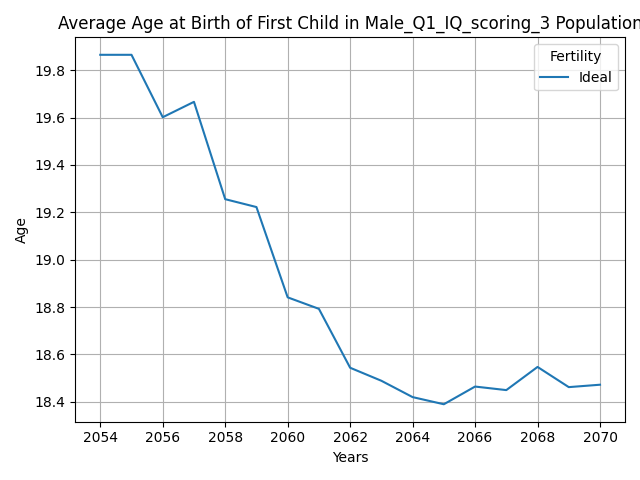 Average Age at Birth of First Child in Male_Q1_IQ_scoring_3 Population
Fertility
Ideal
19.8
19.6
19.4
19.2
19.0
18.8
18.6
18.4
Age
2054 2056 2058 2060 2062 2064 2066 2068 2070
Years